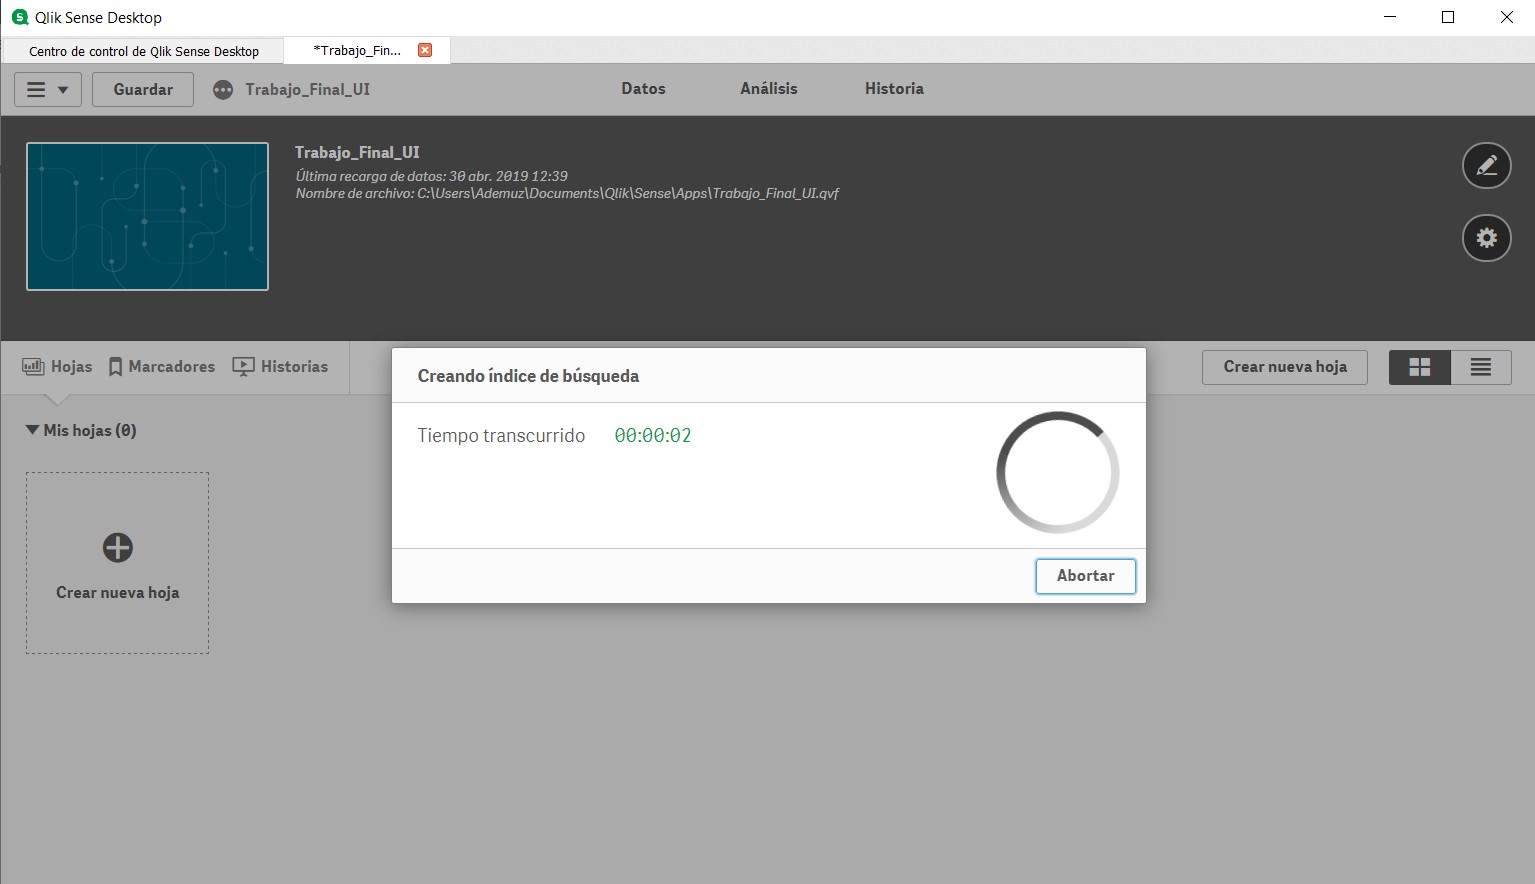 Qlik Sense Desktop
Centro de control de Qlik Sense Desktop
*Trabajo_Fin...
Guardar
Trabajo_Final_UI
Datos
Análisis
Historia
Trabajo_Final_UI
Última recarga de datos: 30 abr. 2019 12:39
Nombre de archivo: C:\Users\Ademuz\Documents\Qlik\Sense\Apps\Trabajo_Final_UI.qvf
Hojas
Marcadores
Historias
Crear nueva hoja
Mis hojas (0)
Crear nueva hoja
Creando índice de búsqueda
Tiempo transcurrido 00:00:02
Abortar